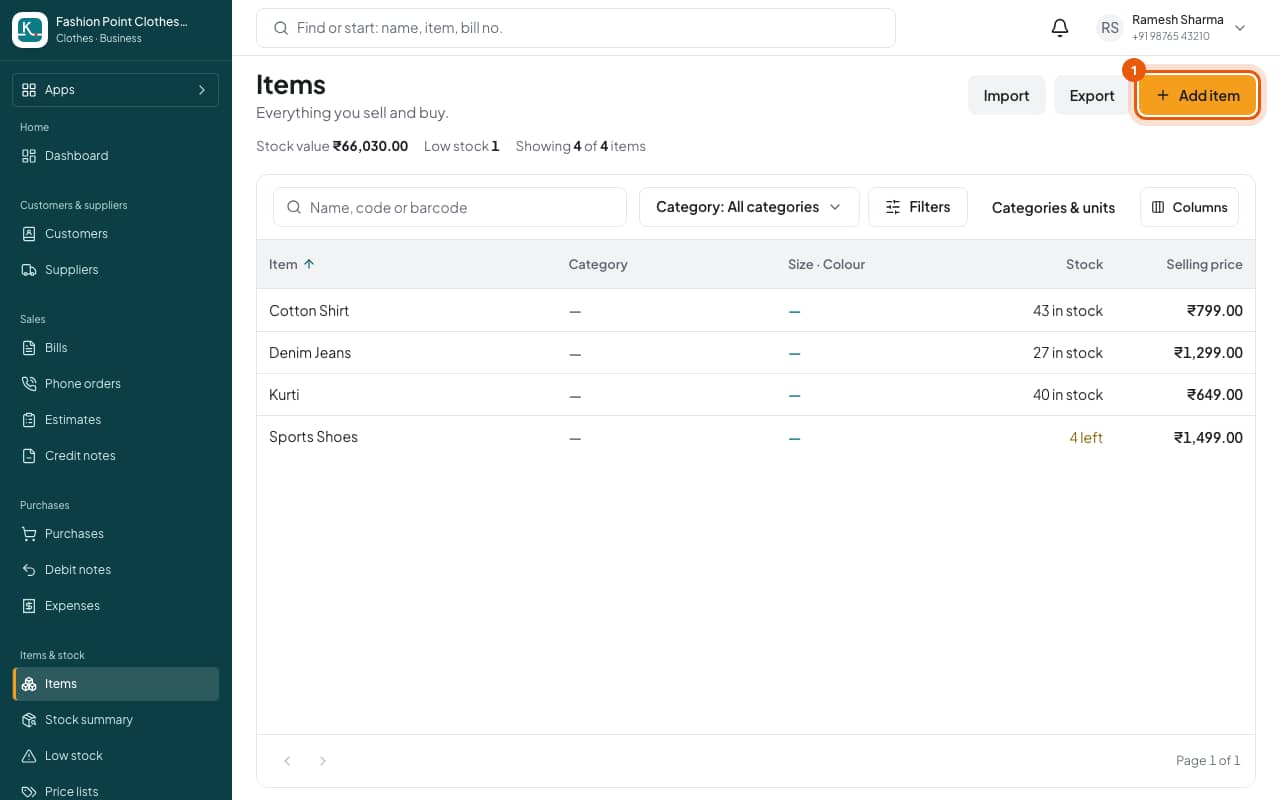 Fashion Point Clothes...
Clothes · Business
Apps
Home
Dashboard
Customers & suppliers
Customers
Suppliers
Sales
Bills
Phone orders
Estimates
Credit notes
Purchases
Purchases
Debit notes
Expenses
Items & stock
Items
Stock summary
Low stock
Price lists
Find or start: name, item, bill no.
RS
Ramesh Sharma
+91 98765 43210
Items
Everything you sell and buy.
Import
Export
1
+ Add item
Stock value ₹66,030.00 Low stock 1 Showing 4 of 4 items
Name, code or barcode
Category: All categories
Filters
Categories & units
Columns
Item ↑ Category Size · Colour Stock Selling price
Cotton Shirt — — 43 in stock ₹799.00
Denim Jeans — — 27 in stock ₹1,299.00
Kurti — — 40 in stock ₹649.00
Sports Shoes — — 4 left ₹1,499.00
Page 1 of 1